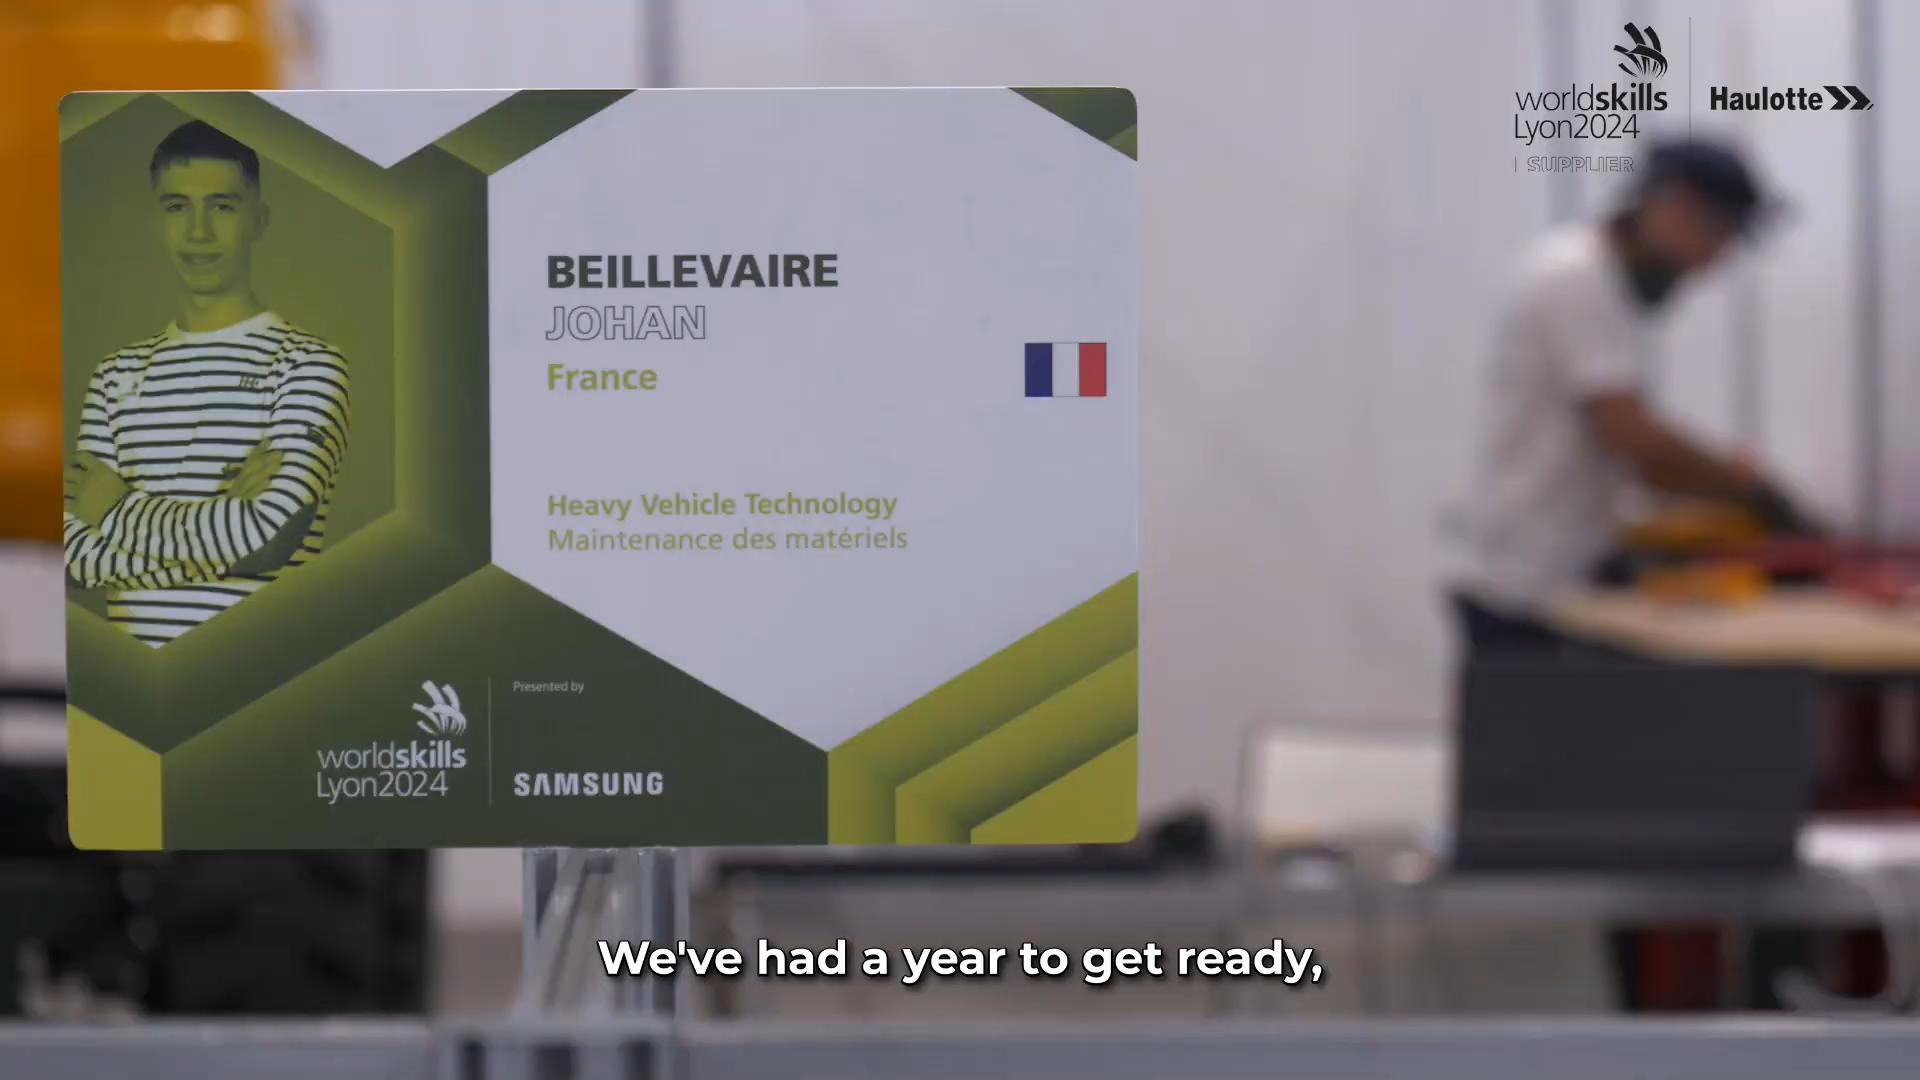 BEILLEVAIRE
JOHAN
France
Heavy Vehicle Technology
Maintenance des matériels
worldskills
Lyon2024
Presented by
SAMSUNG
worldskills
Lyon2024
SUPPLIER
Haulotte
We've had a year to get ready,